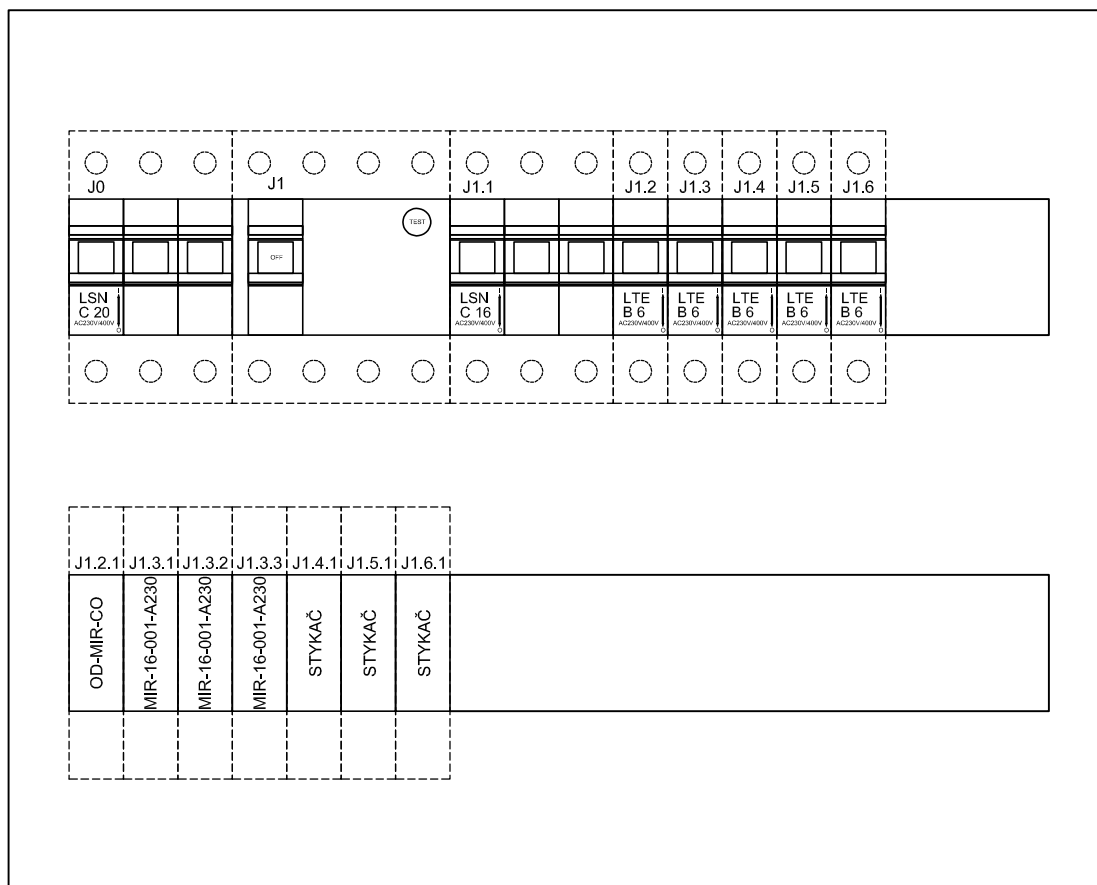 J0
J1
J1.1
J1.2
J1.3
J1.4
J1.5
J1.6
TEST
OFF
LSN
C 20
AC230V/400V
LSN
C 16
AC230V/400V
LTE
B 6
AC230V/400V
LTE
B 6
AC230V/400V
LTE
B 6
AC230V/400V
LTE
B 6
AC230V/400V
LTE
B 6
AC230V/400V
J1.2.1
J1.3.1
J1.3.2
J1.3.3
J1.4.1
J1.5.1
J1.6.1
OD-MIR-CO
MIR-16-001-A230
MIR-16-001-A230
MIR-16-001-A230
STYKAČ
STYKAČ
STYKAČ